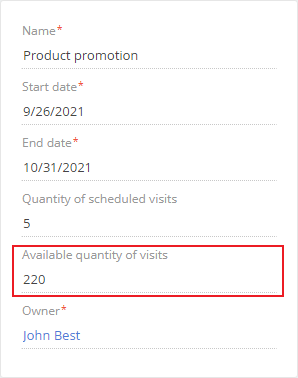 Name*
Product promotion
Start date*
9/26/2021
End date*
10/31/2021
Quantity of scheduled visits
5
Available quantity of visits
220
Owner*
John Best